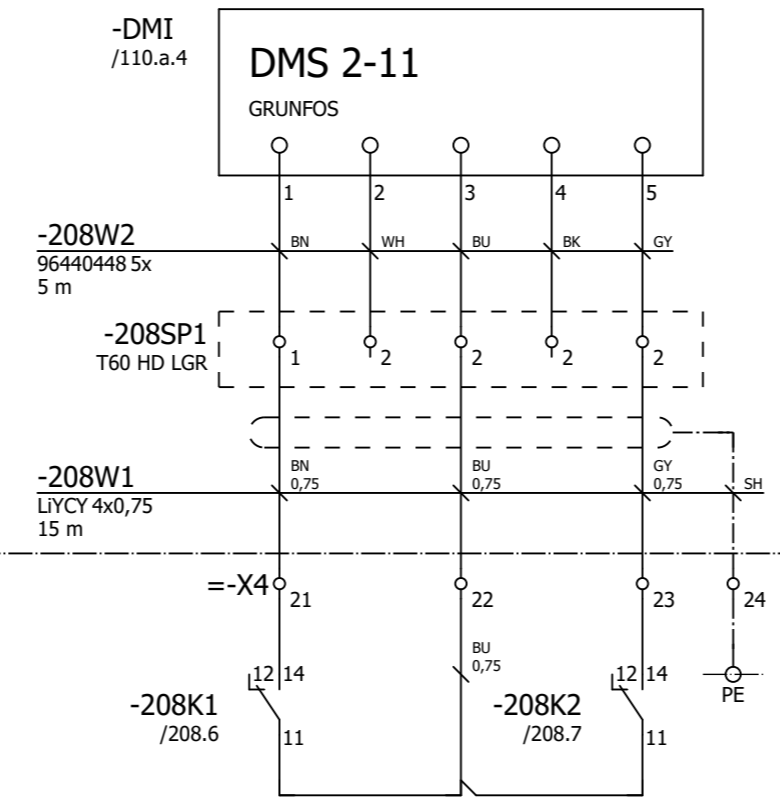 -DMI
/110.a.4
DMS 2-11
GRUNFOS
1 2 3 4 5
-208W2
96440448 5x
5 m
BN WH BU BK GY
-208SP1
T60 HD LGR
1 2 2 2 2
-208W1
LiYCY 4x0,75
15 m
BN BU GY SH
0,75 0,75 0,75
=-X4
21 22 23 24
BU
0,75
12 14 12 14
PE
-208K1
/208.6
-208K2
/208.7
11 11